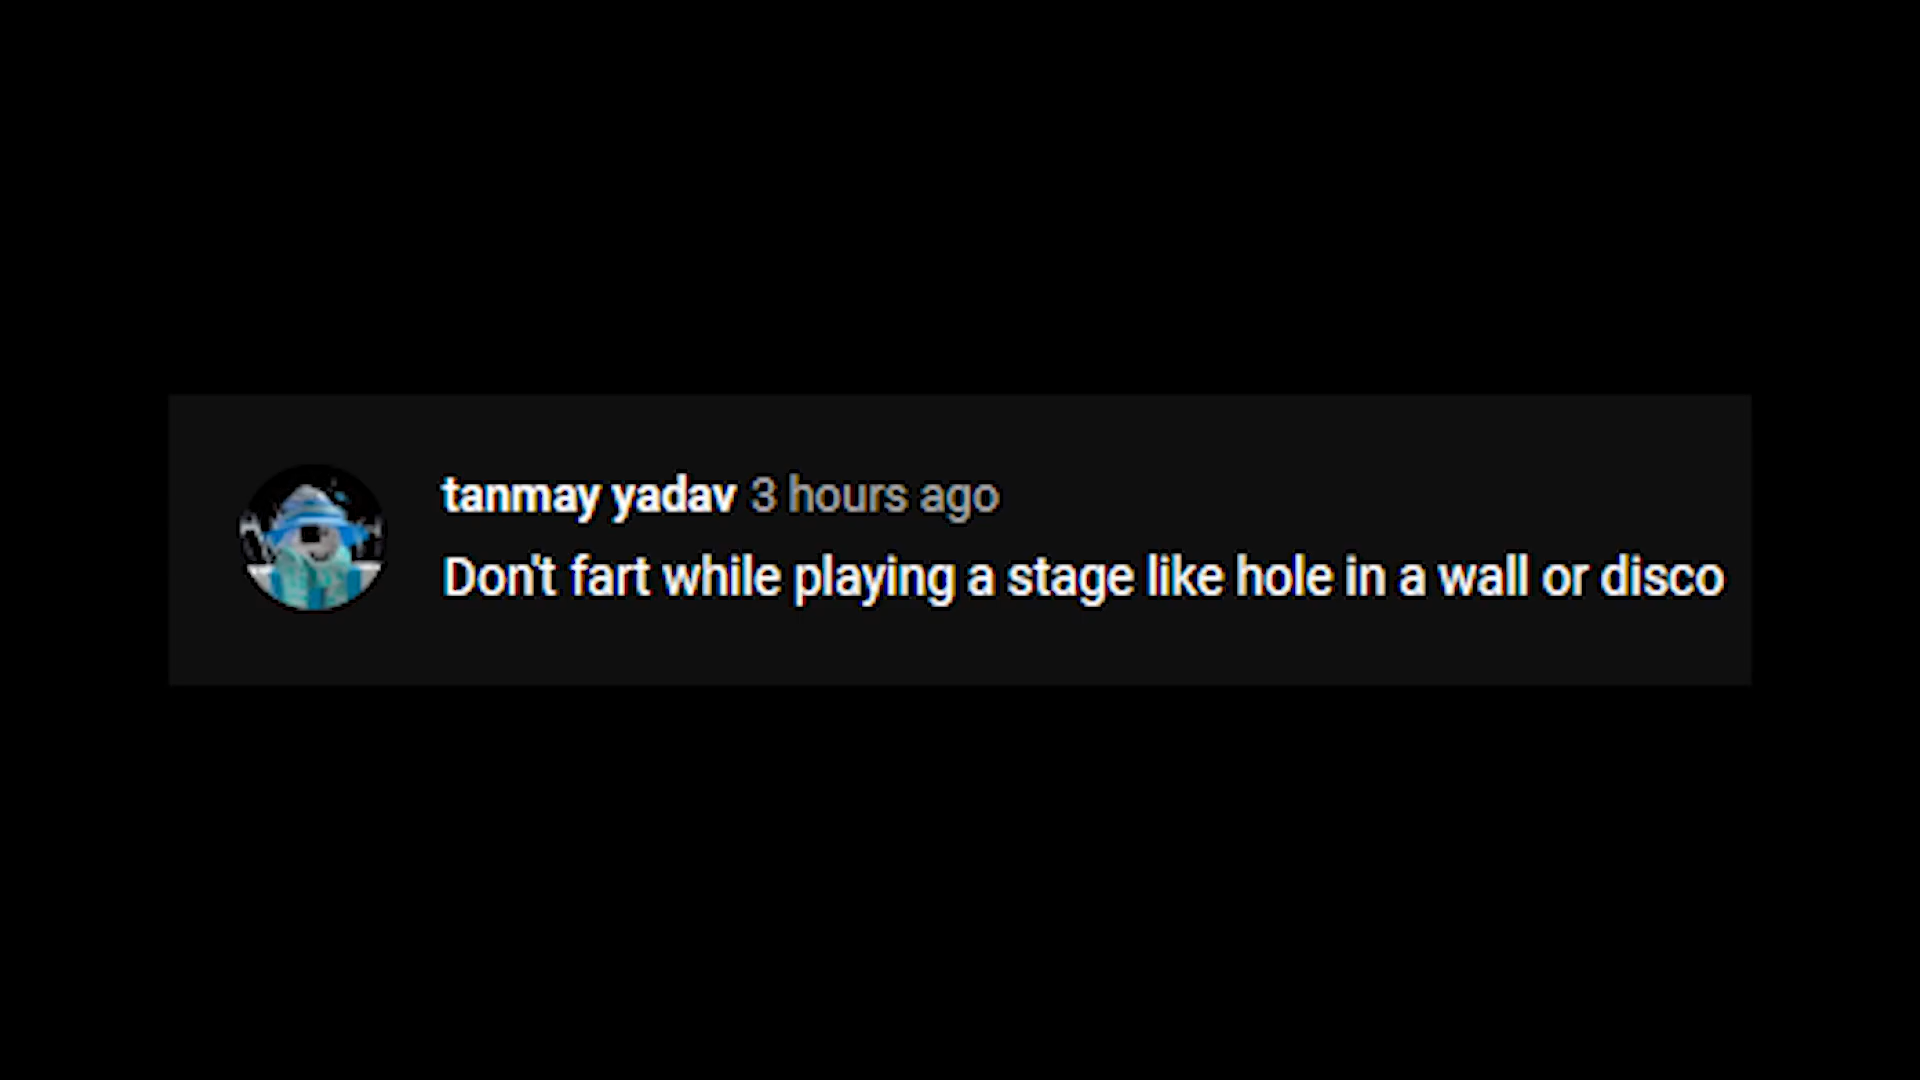 tanmay yadav 3 hours ago
Don't fart while playing a stage like hole in a wall or disco